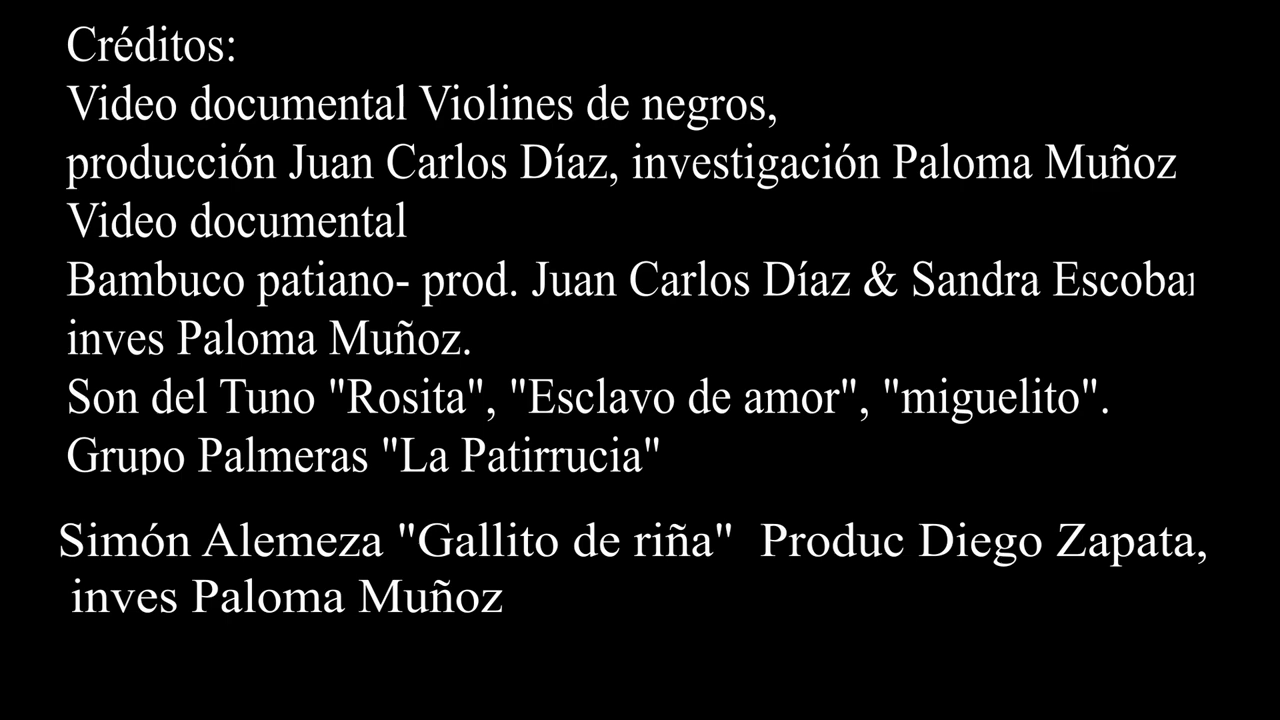 Créditos:
Video documental Violines de negros,
producción Juan Carlos Díaz, investigación Paloma Muñoz
Video documental
Bambuco patiano- prod. Juan Carlos Díaz & Sandra Escobar
inves Paloma Muñoz.
Son del Tuno "Rosita", "Esclavo de amor", "miguelito".
Grupo Palmeras "La Patirrucia"
Simón Alemeza "Gallito de riña" Produc Diego Zapata,
inves Paloma Muñoz